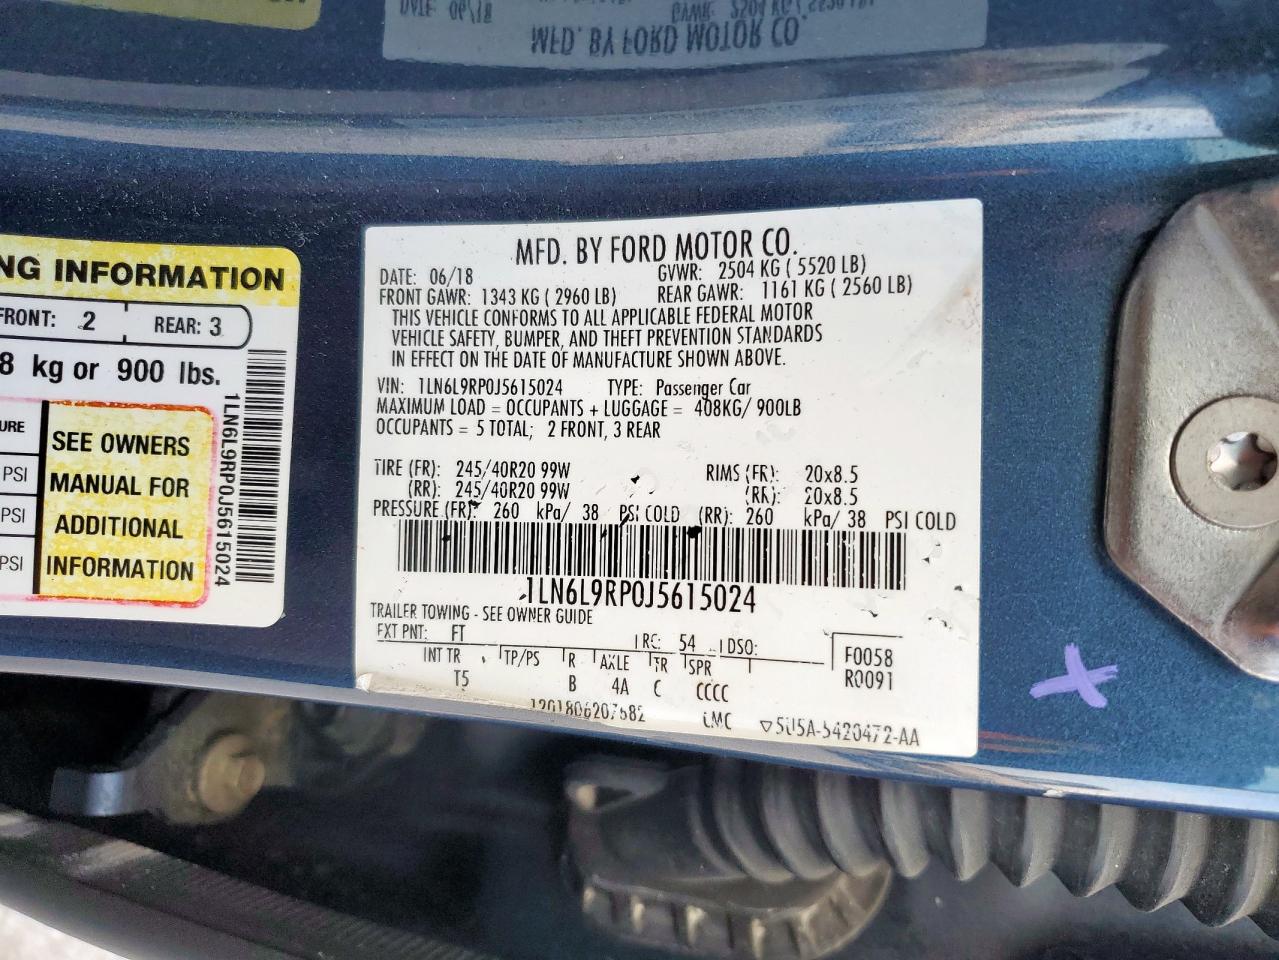 MFD. BY FORD MOTOR CO.
NG INFORMATION
FRONT: 2 REAR: 3
8 kg or 900 lbs.
URE
PSI
PSI
PSI
SEE OWNERS
MANUAL FOR
ADDITIONAL
INFORMATION
1LN6L9RP0J5615024
MFD. BY FORD MOTOR CO.
DATE: 06/18 GVWR: 2504 KG ( 5520 LB)
FRONT GAWR: 1343 KG ( 2960 LB) REAR GAWR: 1161 KG ( 2560 LB)
THIS VEHICLE CONFORMS TO ALL APPLICABLE FEDERAL MOTOR
VEHICLE SAFETY, BUMPER, AND THEFT PREVENTION STANDARDS
IN EFFECT ON THE DATE OF MANUFACTURE SHOWN ABOVE.
VIN: 1LN6L9RP0J5615024 TYPE: Passenger Car
MAXIMUM LOAD = OCCUPANTS + LUGGAGE = 408KG/ 900LB
OCCUPANTS = 5 TOTAL; 2 FRONT, 3 REAR
TIRE (FR): 245/40R20 99W RIMS (FR): 20x8.5
(RR): 245/40R20 99W (RR): 20x8.5
PRESSURE (FR): 260 kPa/ 38 PSI COLD (RR): 260 kPa/ 38 PSI COLD
1LN6L9RP0J5615024
TRAILER TOWING - SEE OWNER GUIDE
EXT PNT: FT RC: 54 DSO: F0058
INT TR TP/PS R AXLE TR SPR R0091
T5 B 4A C CCCC
1201806207682 LMC ▽5U5A-5420472-AA